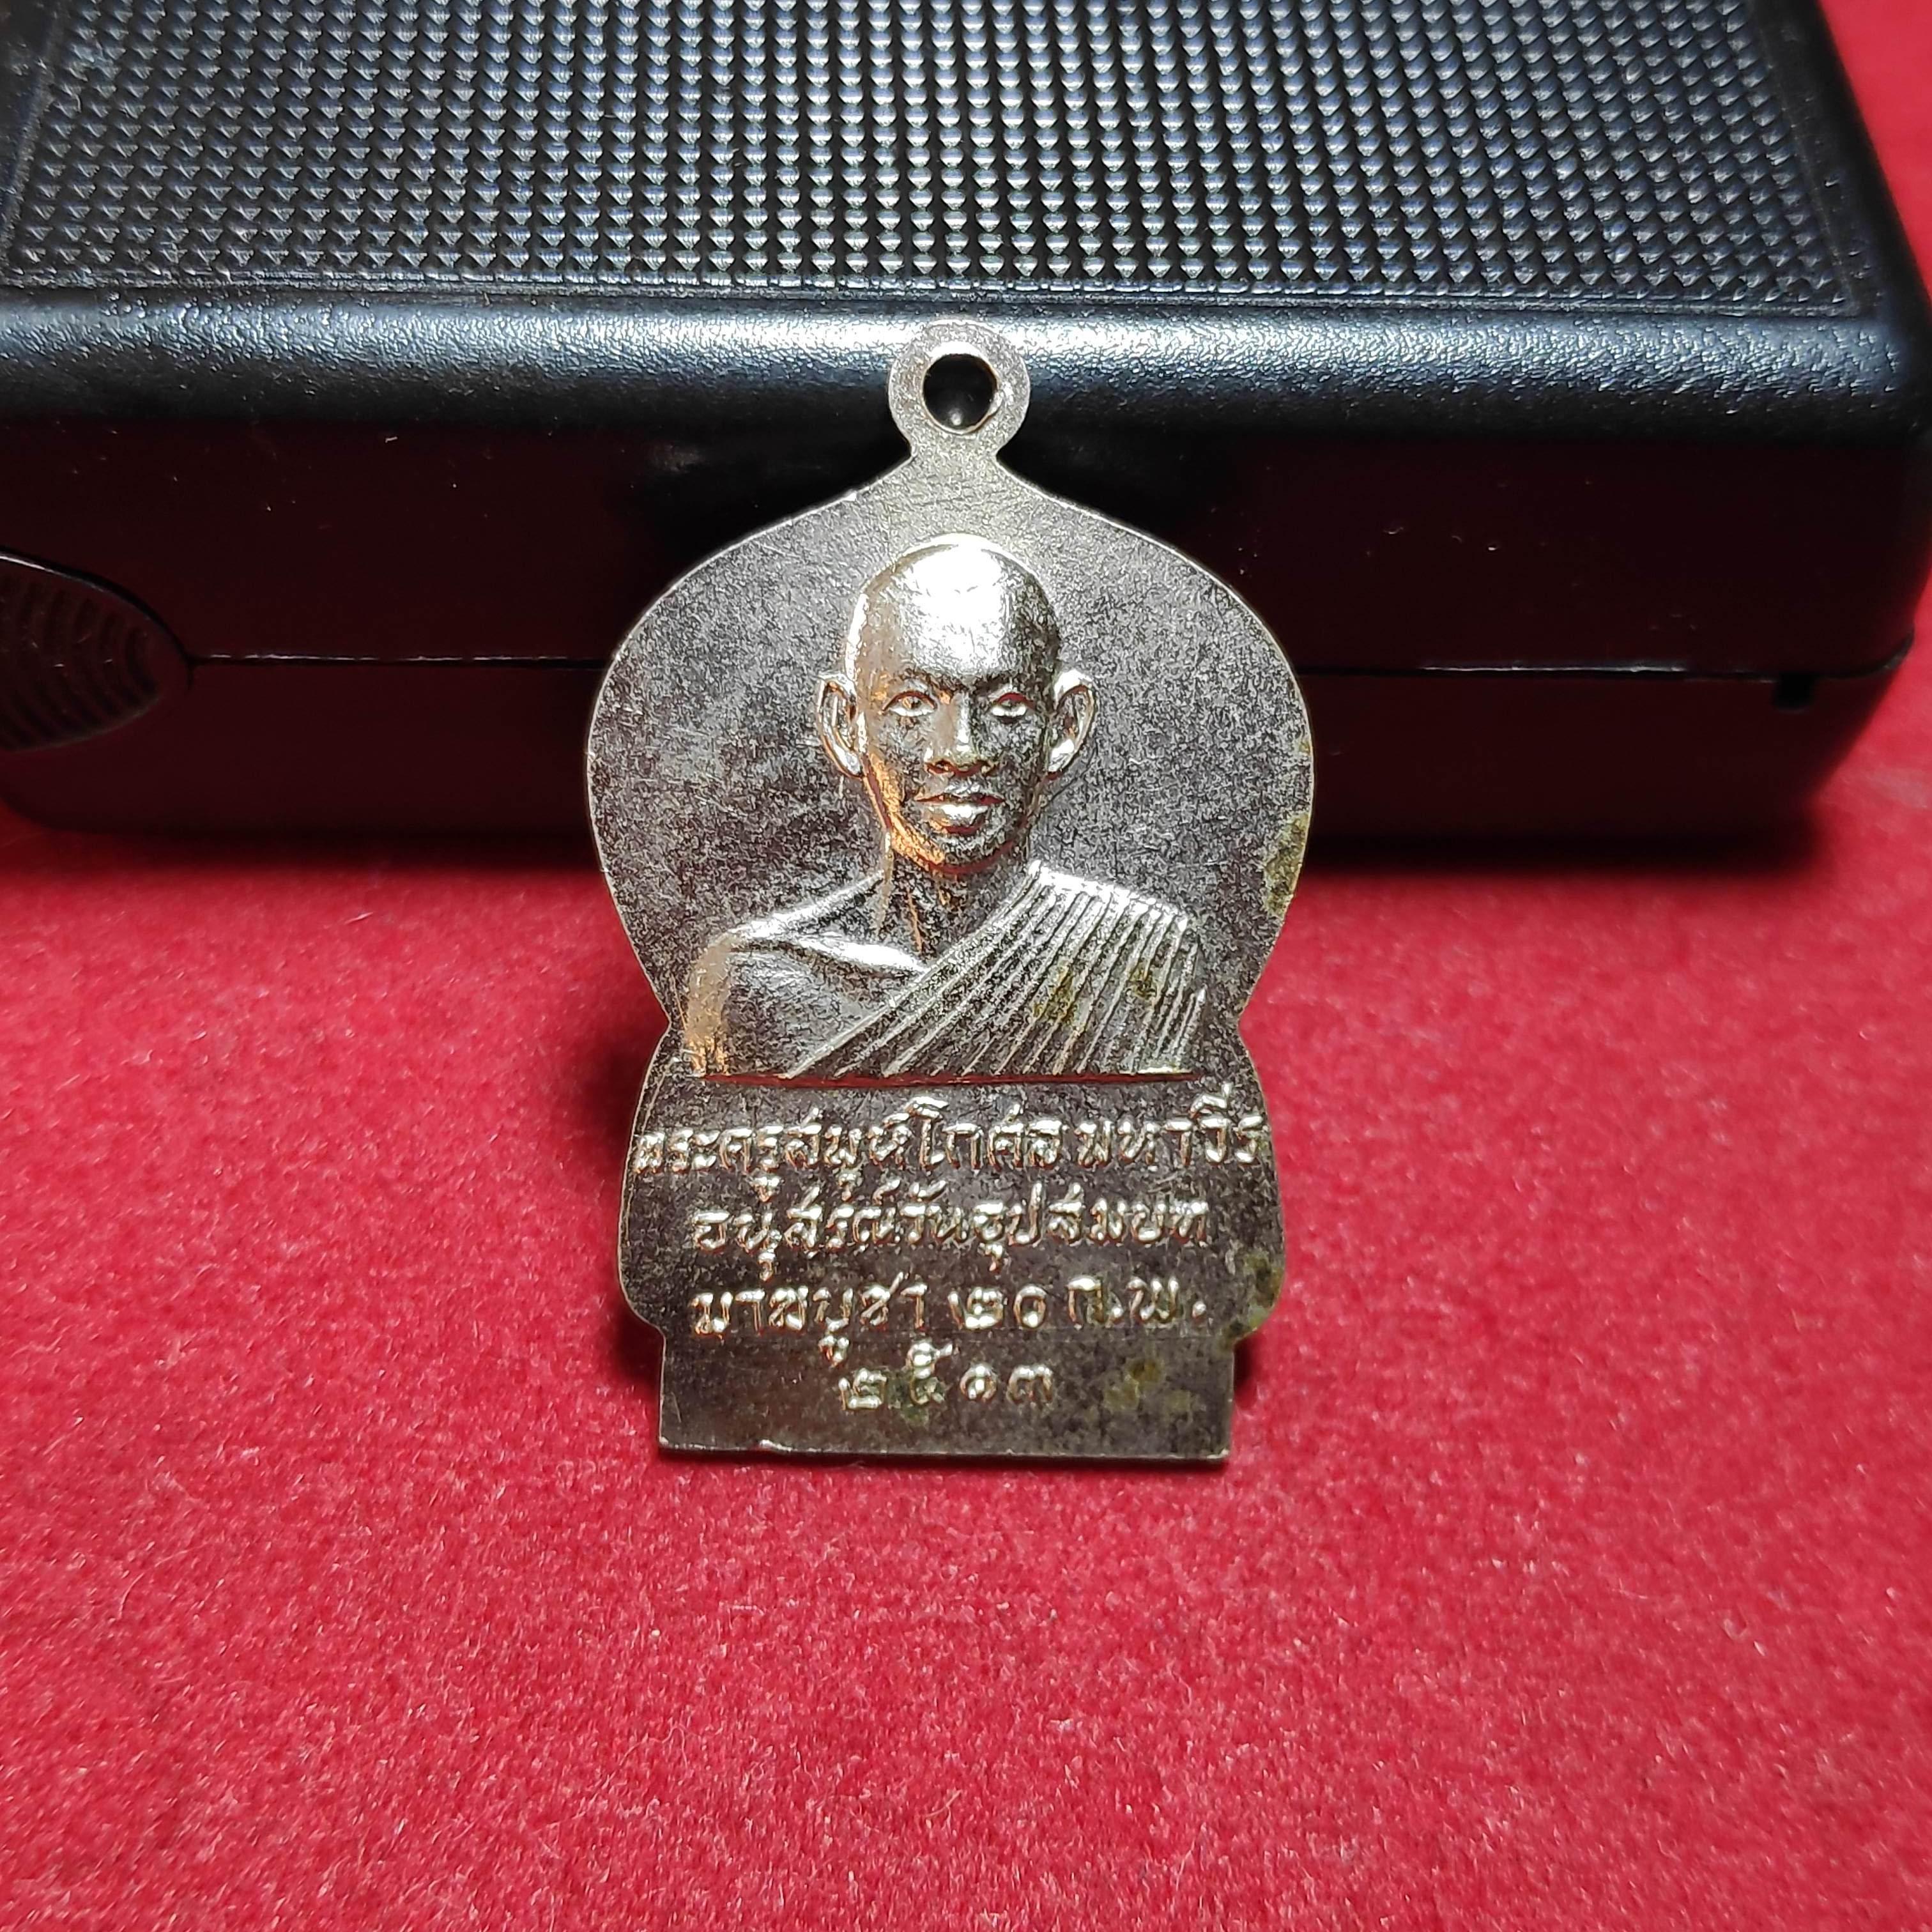 พระครูสมุห์โกศล มหาวีร
อนุสรณ์วันอุปสมบท
มาฆบูชา ๒๐ ก.พ.
๒๕๑๓